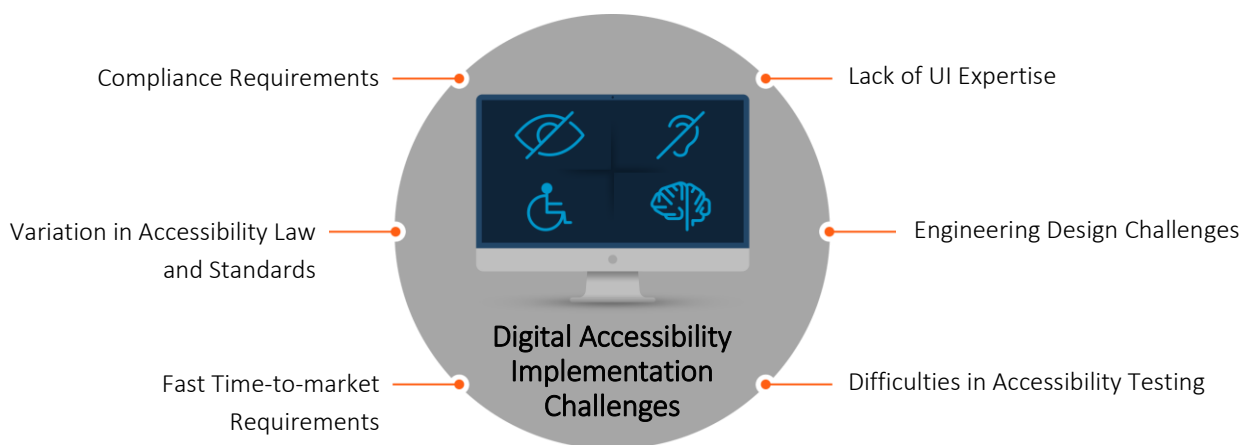 Compliance Requirements
Lack of UI Expertise
Variation in Accessibility Law
and Standards
Engineering Design Challenges
Digital Accessibility
Implementation
Challenges
Fast Time-to-market
Requirements
Difficulties in Accessibility Testing